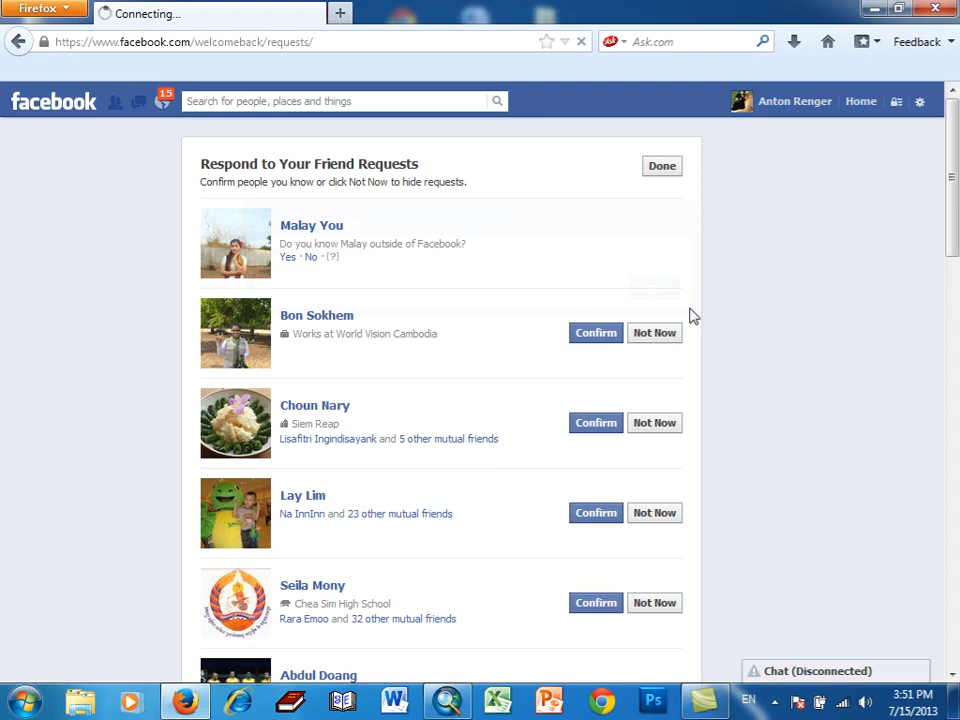 Firefox
Connecting...
https://www.facebook.com/welcomeback/requests/
Ask
Ask.com
Feedback
facebook
15
Search for people, places and things
Anton Renger
Home
Respond to Your Friend Requests
Done
Confirm people you know or click Not Now to hide requests.
Malay You
Do you know Malay outside of Facebook?
Yes · No · [?]
Bon Sokhem
Works at World Vision Cambodia
Confirm
Not Now
Choun Nary
Siem Reap
Lisafitri Ingindisayank and 5 other mutual friends
Confirm
Not Now
Lay Lim
Na InnInn and 23 other mutual friends
Confirm
Not Now
Seila Mony
Chea Sim High School
Rara Emoo and 32 other mutual friends
Confirm
Not Now
Abdul Doang
Chat (Disconnected)
EN
3:51 PM
7/15/2013